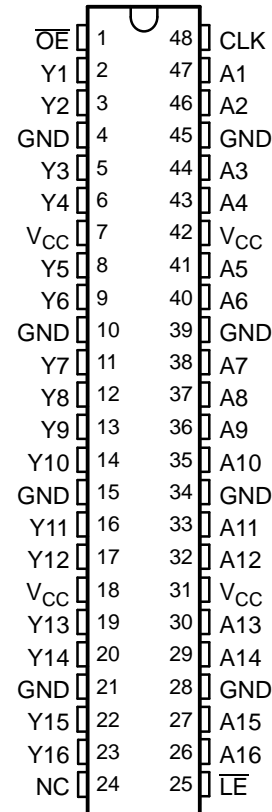 OE 1 48 CLK
Y1 2 47 A1
Y2 3 46 A2
GND 4 45 GND
Y3 5 44 A3
Y4 6 43 A4
VCC 7 42 VCC
Y5 8 41 A5
Y6 9 40 A6
GND 10 39 GND
Y7 11 38 A7
Y8 12 37 A8
Y9 13 36 A9
Y10 14 35 A10
GND 15 34 GND
Y11 16 33 A11
Y12 17 32 A12
VCC 18 31 VCC
Y13 19 30 A13
Y14 20 29 A14
GND 21 28 GND
Y15 22 27 A15
Y16 23 26 A16
NC 24 25 LE